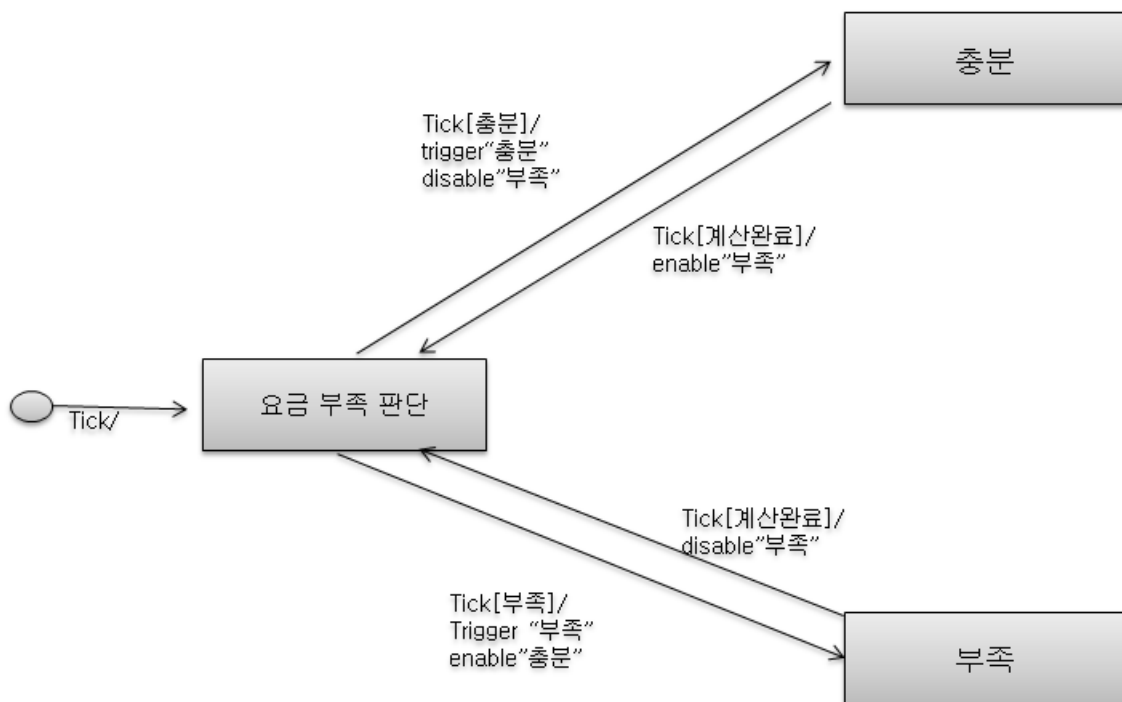 충분
Tick[충분]/
trigger“충분”
disable”부족”
Tick[계산완료]/
enable”부족”
요금 부족 판단
Tick/
Tick[계산완료]/
disable”부족”
Tick[부족]/
Trigger “부족”
enable”충분”
부족